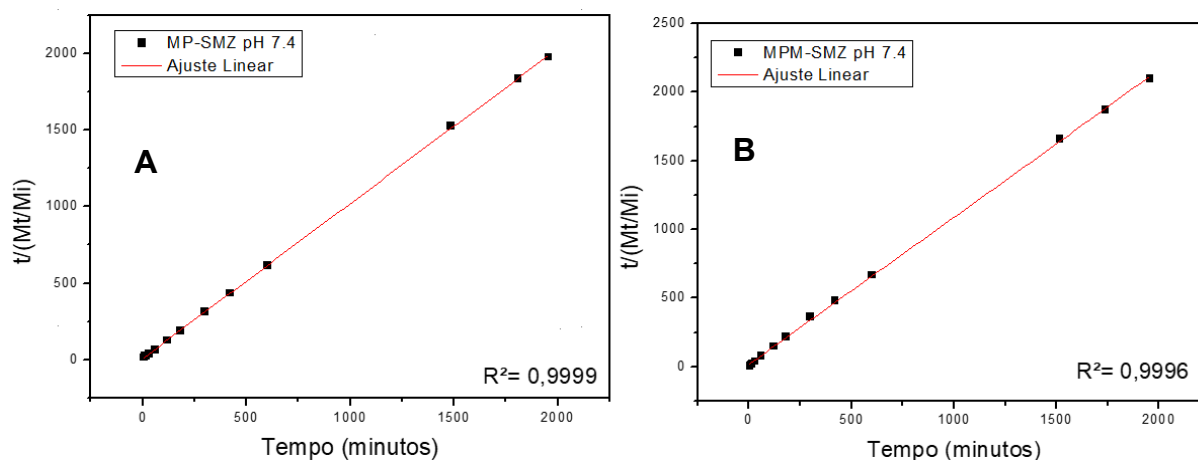 MP-SMZ pH 7.4
Ajuste Linear
A
R²= 0,9999
t/(Mt/Mi)
2000
1500
1000
500
0
0
500
1000
1500
2000
Tempo (minutos)
MPM-SMZ pH 7.4
Ajuste Linear
B
R²= 0,9996
t/(Mt/Mi)
2500
2000
1500
1000
500
0
0
500
1000
1500
2000
Tempo (minutos)